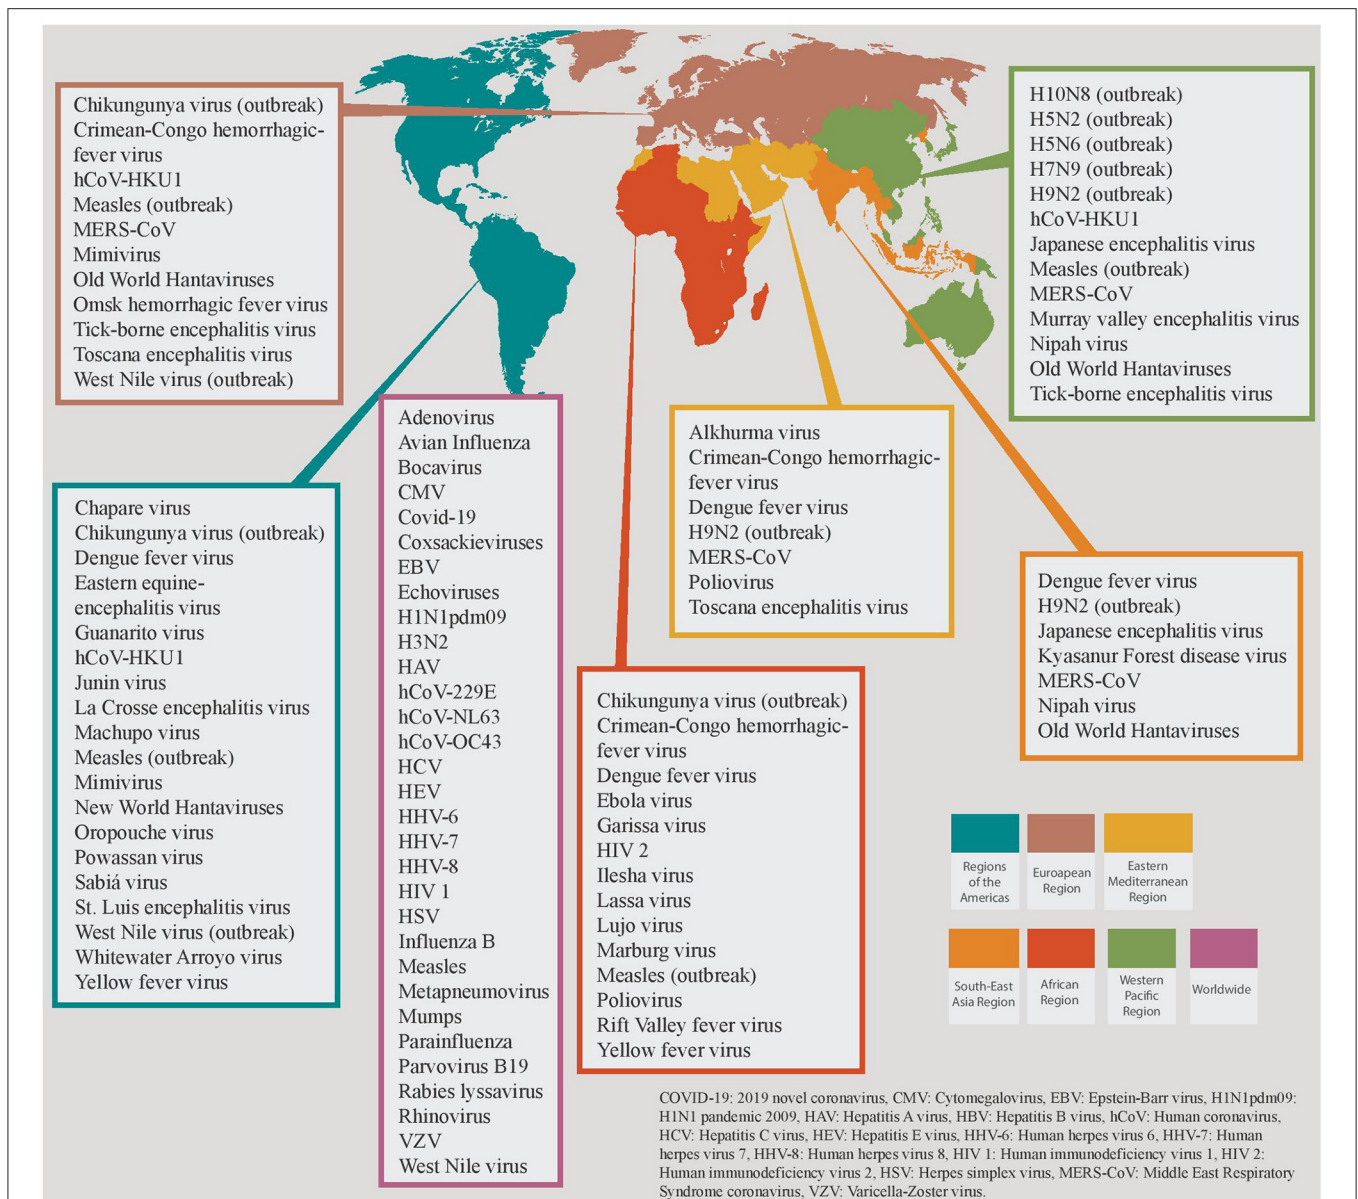 Chikungunya virus (outbreak)
Crimean-Congo hemorrhagic-
fever virus
hCoV-HKU1
Measles (outbreak)
MERS-CoV
Mimivirus
Old World Hantaviruses
Omsk hemorrhagic fever virus
Tick-borne encephalitis virus
Toscana encephalitis virus
West Nile virus (outbreak)
H10N8 (outbreak)
H5N2 (outbreak)
H5N6 (outbreak)
H7N9 (outbreak)
H9N2 (outbreak)
hCoV-HKU1
Japanese encephalitis virus
Measles (outbreak)
MERS-CoV
Murray valley encephalitis virus
Nipah virus
Old World Hantaviruses
Tick-borne encephalitis virus
Chapare virus
Chikungunya virus (outbreak)
Dengue fever virus
Eastern equine-
encephalitis virus
Guanarito virus
hCoV-HKU1
Junin virus
La Crosse encephalitis virus
Machupo virus
Measles (outbreak)
Mimivirus
New World Hantaviruses
Oropouche virus
Powassan virus
Sabiá virus
St. Luis encephalitis virus
West Nile virus (outbreak)
Whitewater Arroyo virus
Yellow fever virus
Adenovirus
Avian Influenza
Bocavirus
CMV
Covid-19
Coxsackieviruses
EBV
Echoviruses
H1N1pdm09
H3N2
HAV
hCoV-229E
hCoV-NL63
hCoV-OC43
HCV
HEV
HHV-6
HHV-7
HHV-8
HIV 1
HSV
Influenza B
Measles
Metapneumovirus
Mumps
Parainfluenza
Parvovirus B19
Rabies lyssavirus
Rhinovirus
VZV
West Nile virus
Alkhurma virus
Crimean-Congo hemorrhagic-
fever virus
Dengue fever virus
H9N2 (outbreak)
MERS-CoV
Poliovirus
Toscana encephalitis virus
Chikungunya virus (outbreak)
Crimean-Congo hemorrhagic-
fever virus
Dengue fever virus
Ebola virus
Garissa virus
HIV 2
Ilesha virus
Lassa virus
Lujo virus
Marburg virus
Measles (outbreak)
Poliovirus
Rift Valley fever virus
Yellow fever virus
Dengue fever virus
H9N2 (outbreak)
Japanese encephalitis virus
Kyasanur Forest disease virus
MERS-CoV
Nipah virus
Old World Hantaviruses
Regions
of the
Americas
Euroapean
Region
Eastern
Mediterranean
Region
South-East
Asia Region
African
Region
Western
Pacific
Region
Worldwide
COVID-19: 2019 novel coronavirus, CMV: Cytomegalovirus, EBV: Epstein-Barr virus, H1N1pdm09:
H1N1 pandemic 2009, HAV: Hepatitis A virus, HBV: Hepatitis B virus, hCoV: Human coronavirus,
HCV: Hepatitis C virus, HEV: Hepatitis E virus, HHV-6: Human herpes virus 6, HHV-7: Human
herpes virus 7, HHV-8: Human herpes virus 8, HIV 1: Human immunodeficiency virus 1, HIV 2:
Human immunodeficiency virus 2, HSV: Herpes simplex virus, MERS-CoV: Middle East Respiratory
Syndrome coronavirus, VZV: Varicella-Zoster virus.